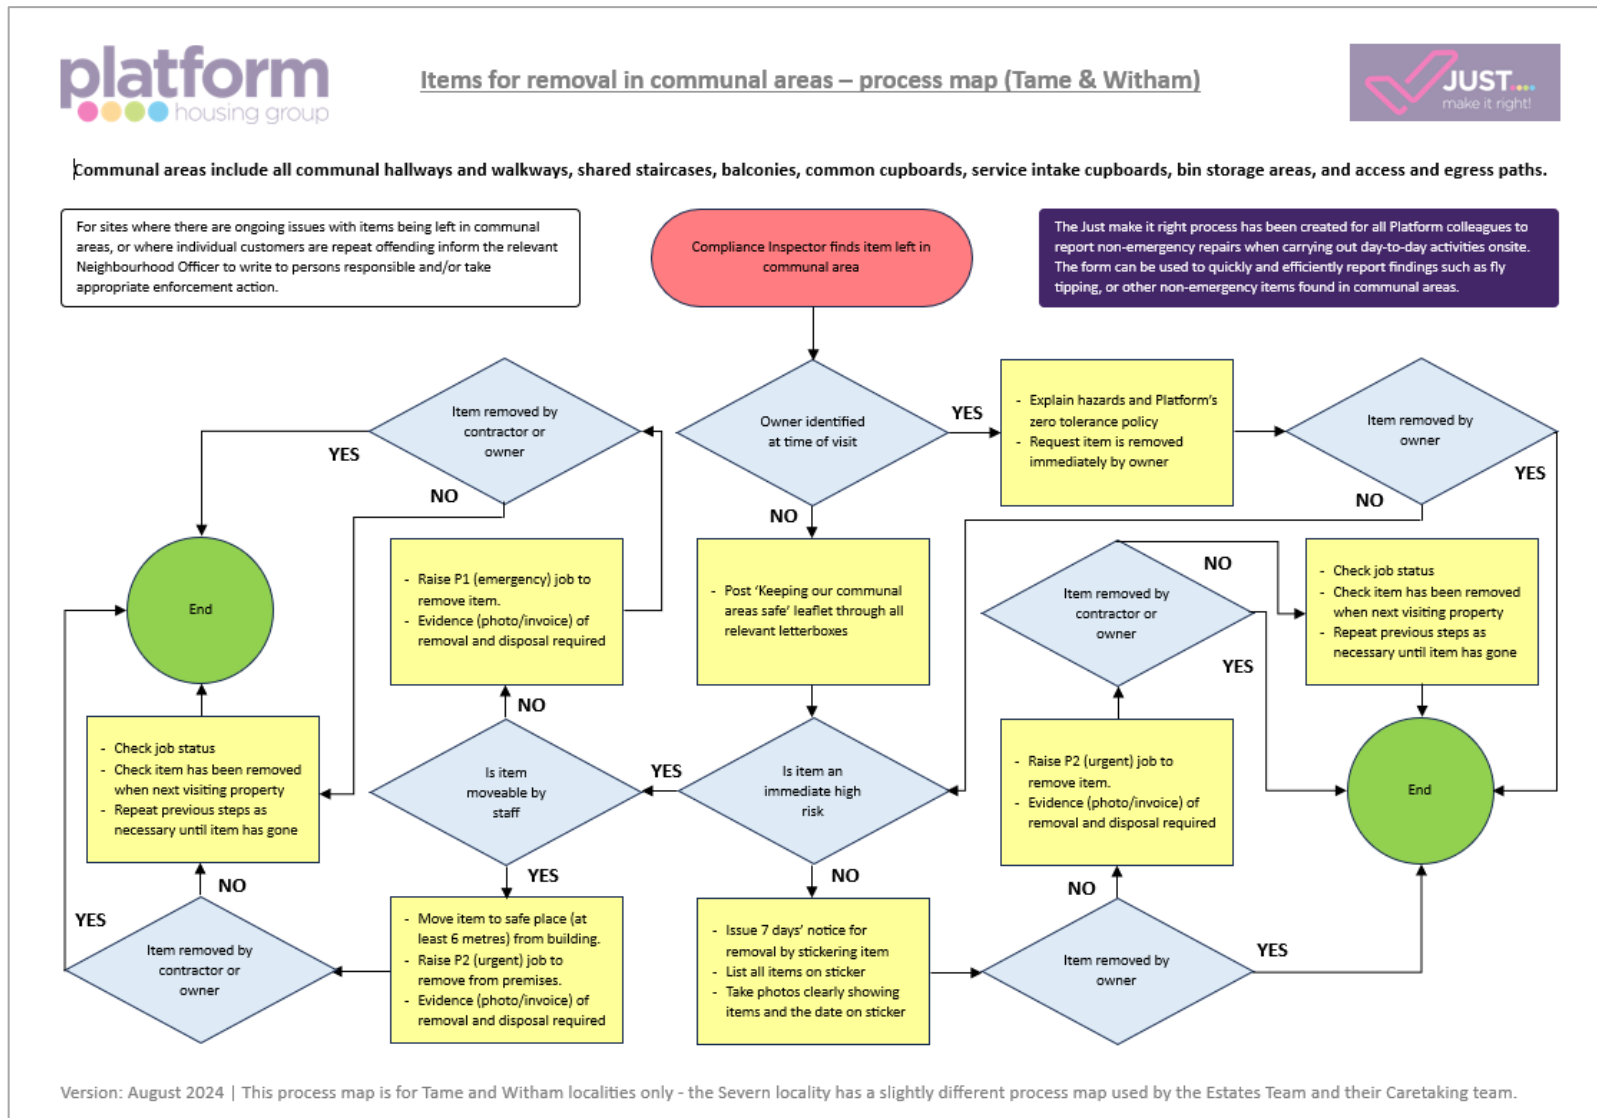 platform
housing group
Items for removal in communal areas – process map (Tame & Witham)
JUST....
make it right!
Communal areas include all communal hallways and walkways, shared staircases, balconies, common cupboards, service intake cupboards, bin storage areas, and access and egress paths.
For sites where there are ongoing issues with items being left in communal
areas, or where individual customers are repeat offending inform the relevant
Neighbourhood Officer to write to persons responsible and/or take
appropriate enforcement action.
Compliance Inspector finds item left in
communal area
The Just make it right process has been created for all Platform colleagues to
report non-emergency repairs when carrying out day-to-day activities onsite.
The form can be used to quickly and efficiently report findings such as fly
tipping, or other non-emergency items found in communal areas.
Item removed by
contractor or
owner
YES
NO
Owner identified
at time of visit
YES
NO
- Explain hazards and Platform's
zero tolerance policy
- Request item is removed
immediately by owner
Item removed by
owner
YES
NO
End
- Raise P1 (emergency) job to
remove item.
- Evidence (photo/invoice) of
removal and disposal required
- Post ‘Keeping our communal
areas safe’ leaflet through all
relevant letterboxes
Item removed by
contractor or
owner
NO
YES
- Check job status
- Check item has been removed
when next visiting property
- Repeat previous steps as
necessary until item has gone
NO
- Check job status
- Check item has been removed
when next visiting property
- Repeat previous steps as
necessary until item has gone
Is item
moveable by
staff
YES
Is item an
immediate high
risk
- Raise P2 (urgent) job to
remove item.
- Evidence (photo/invoice) of
removal and disposal required
End
NO
YES
NO
NO
YES
Item removed by
contractor or
owner
- Move item to safe place (at
least 6 metres) from building.
- Raise P2 (urgent) job to
remove from premises.
- Evidence (photo/invoice) of
removal and disposal required
- Issue 7 days' notice for
removal by stickering item
- List all items on sticker
- Take photos clearly showing
items and the date on sticker
Item removed by
owner
YES
Version: August 2024 | This process map is for Tame and Witham localities only - the Severn locality has a slightly different process map used by the Estates Team and their Caretaking team.